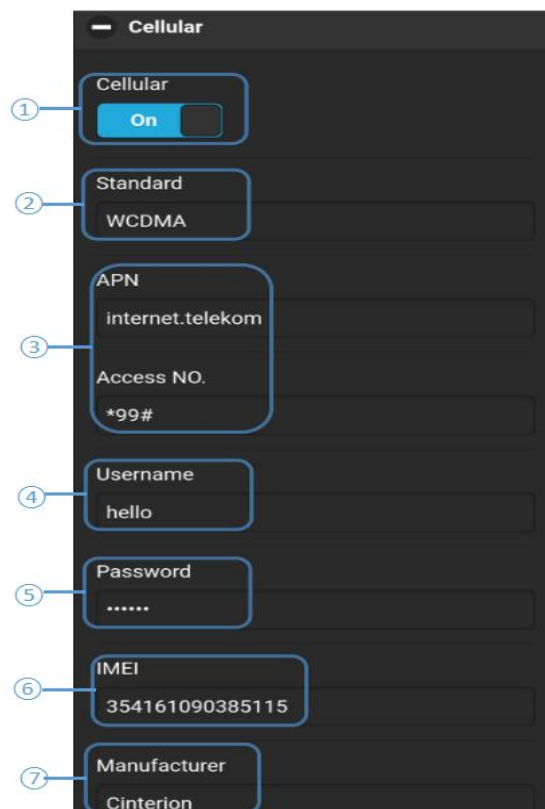 Cellular
① Cellular
On
② Standard
WCDMA
③ APN
internet.telekom
Access NO.
*99#
④ Username
hello
⑤ Password
••••••
⑥ IMEI
354161090385115
⑦ Manufacturer
Cinterion